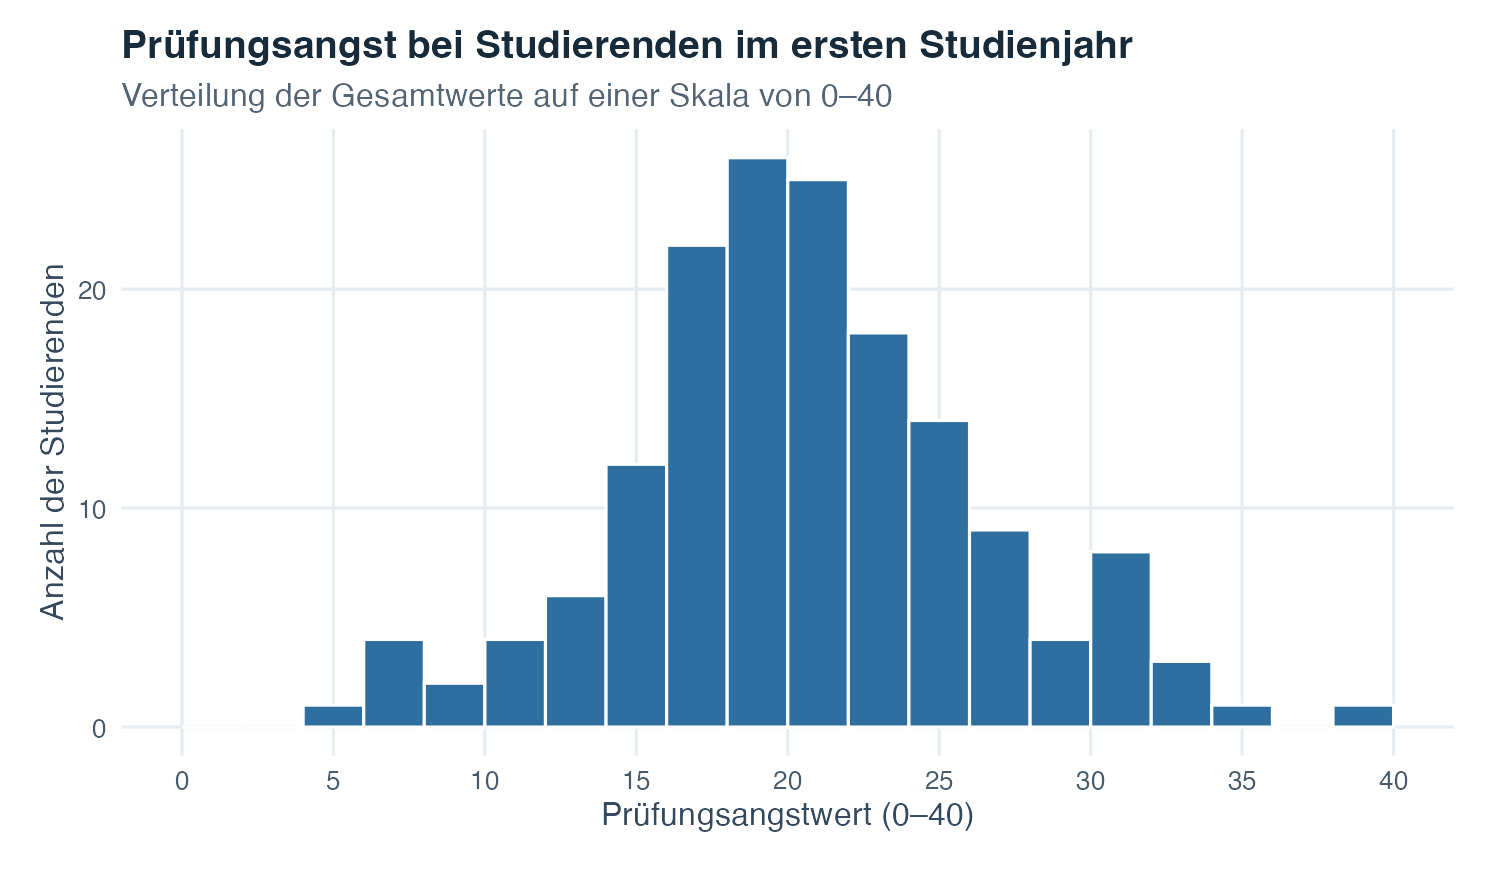 Prüfungsangst bei Studierenden im ersten Studienjahr
Verteilung der Gesamtwerte auf einer Skala von 0–40
Anzahl der Studierenden
20
10
0
0 5 10 15 20 25 30 35 40
Prüfungsangstwert (0–40)